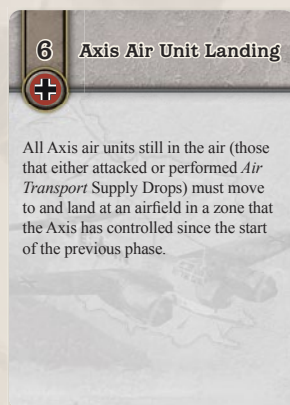 6 Axis Air Unit Landing
All Axis air units still in the air (those
that either attacked or performed Air
Transport Supply Drops) must move
to and land at an airfield in a zone that
the Axis has controlled since the start
of the previous phase.